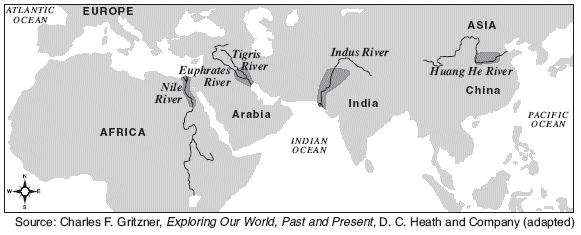 ATLANTIC
OCEAN
EUROPE
ASIA
Tigris
River
Indus River
Euphrates
River
Huang He River
Nile
River
China
Arabia
India
PACIFIC
OCEAN
AFRICA
INDIAN
OCEAN
N
W
E
S
Source: Charles F. Gritzner, Exploring Our World, Past and Present, D. C. Heath and Company (adapted)